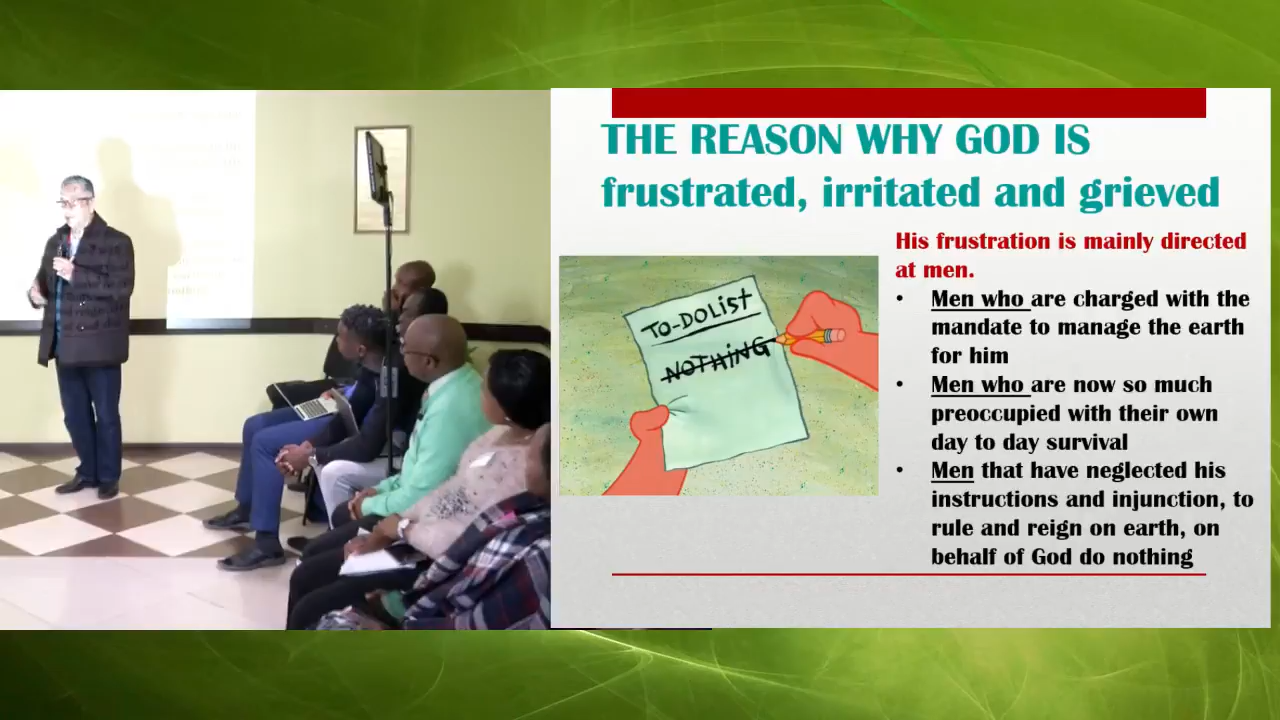 THE REASON WHY GOD IS
frustrated, irritated and grieved
His frustration is mainly directed
at men.
• Men who are charged with the
mandate to manage the earth
for him
• Men who are now so much
preoccupied with their own
day to day survival
• Men that have neglected his
instructions and injunction, to
rule and reign on earth, on
behalf of God do nothing
TO-DO LIST
NOTHING